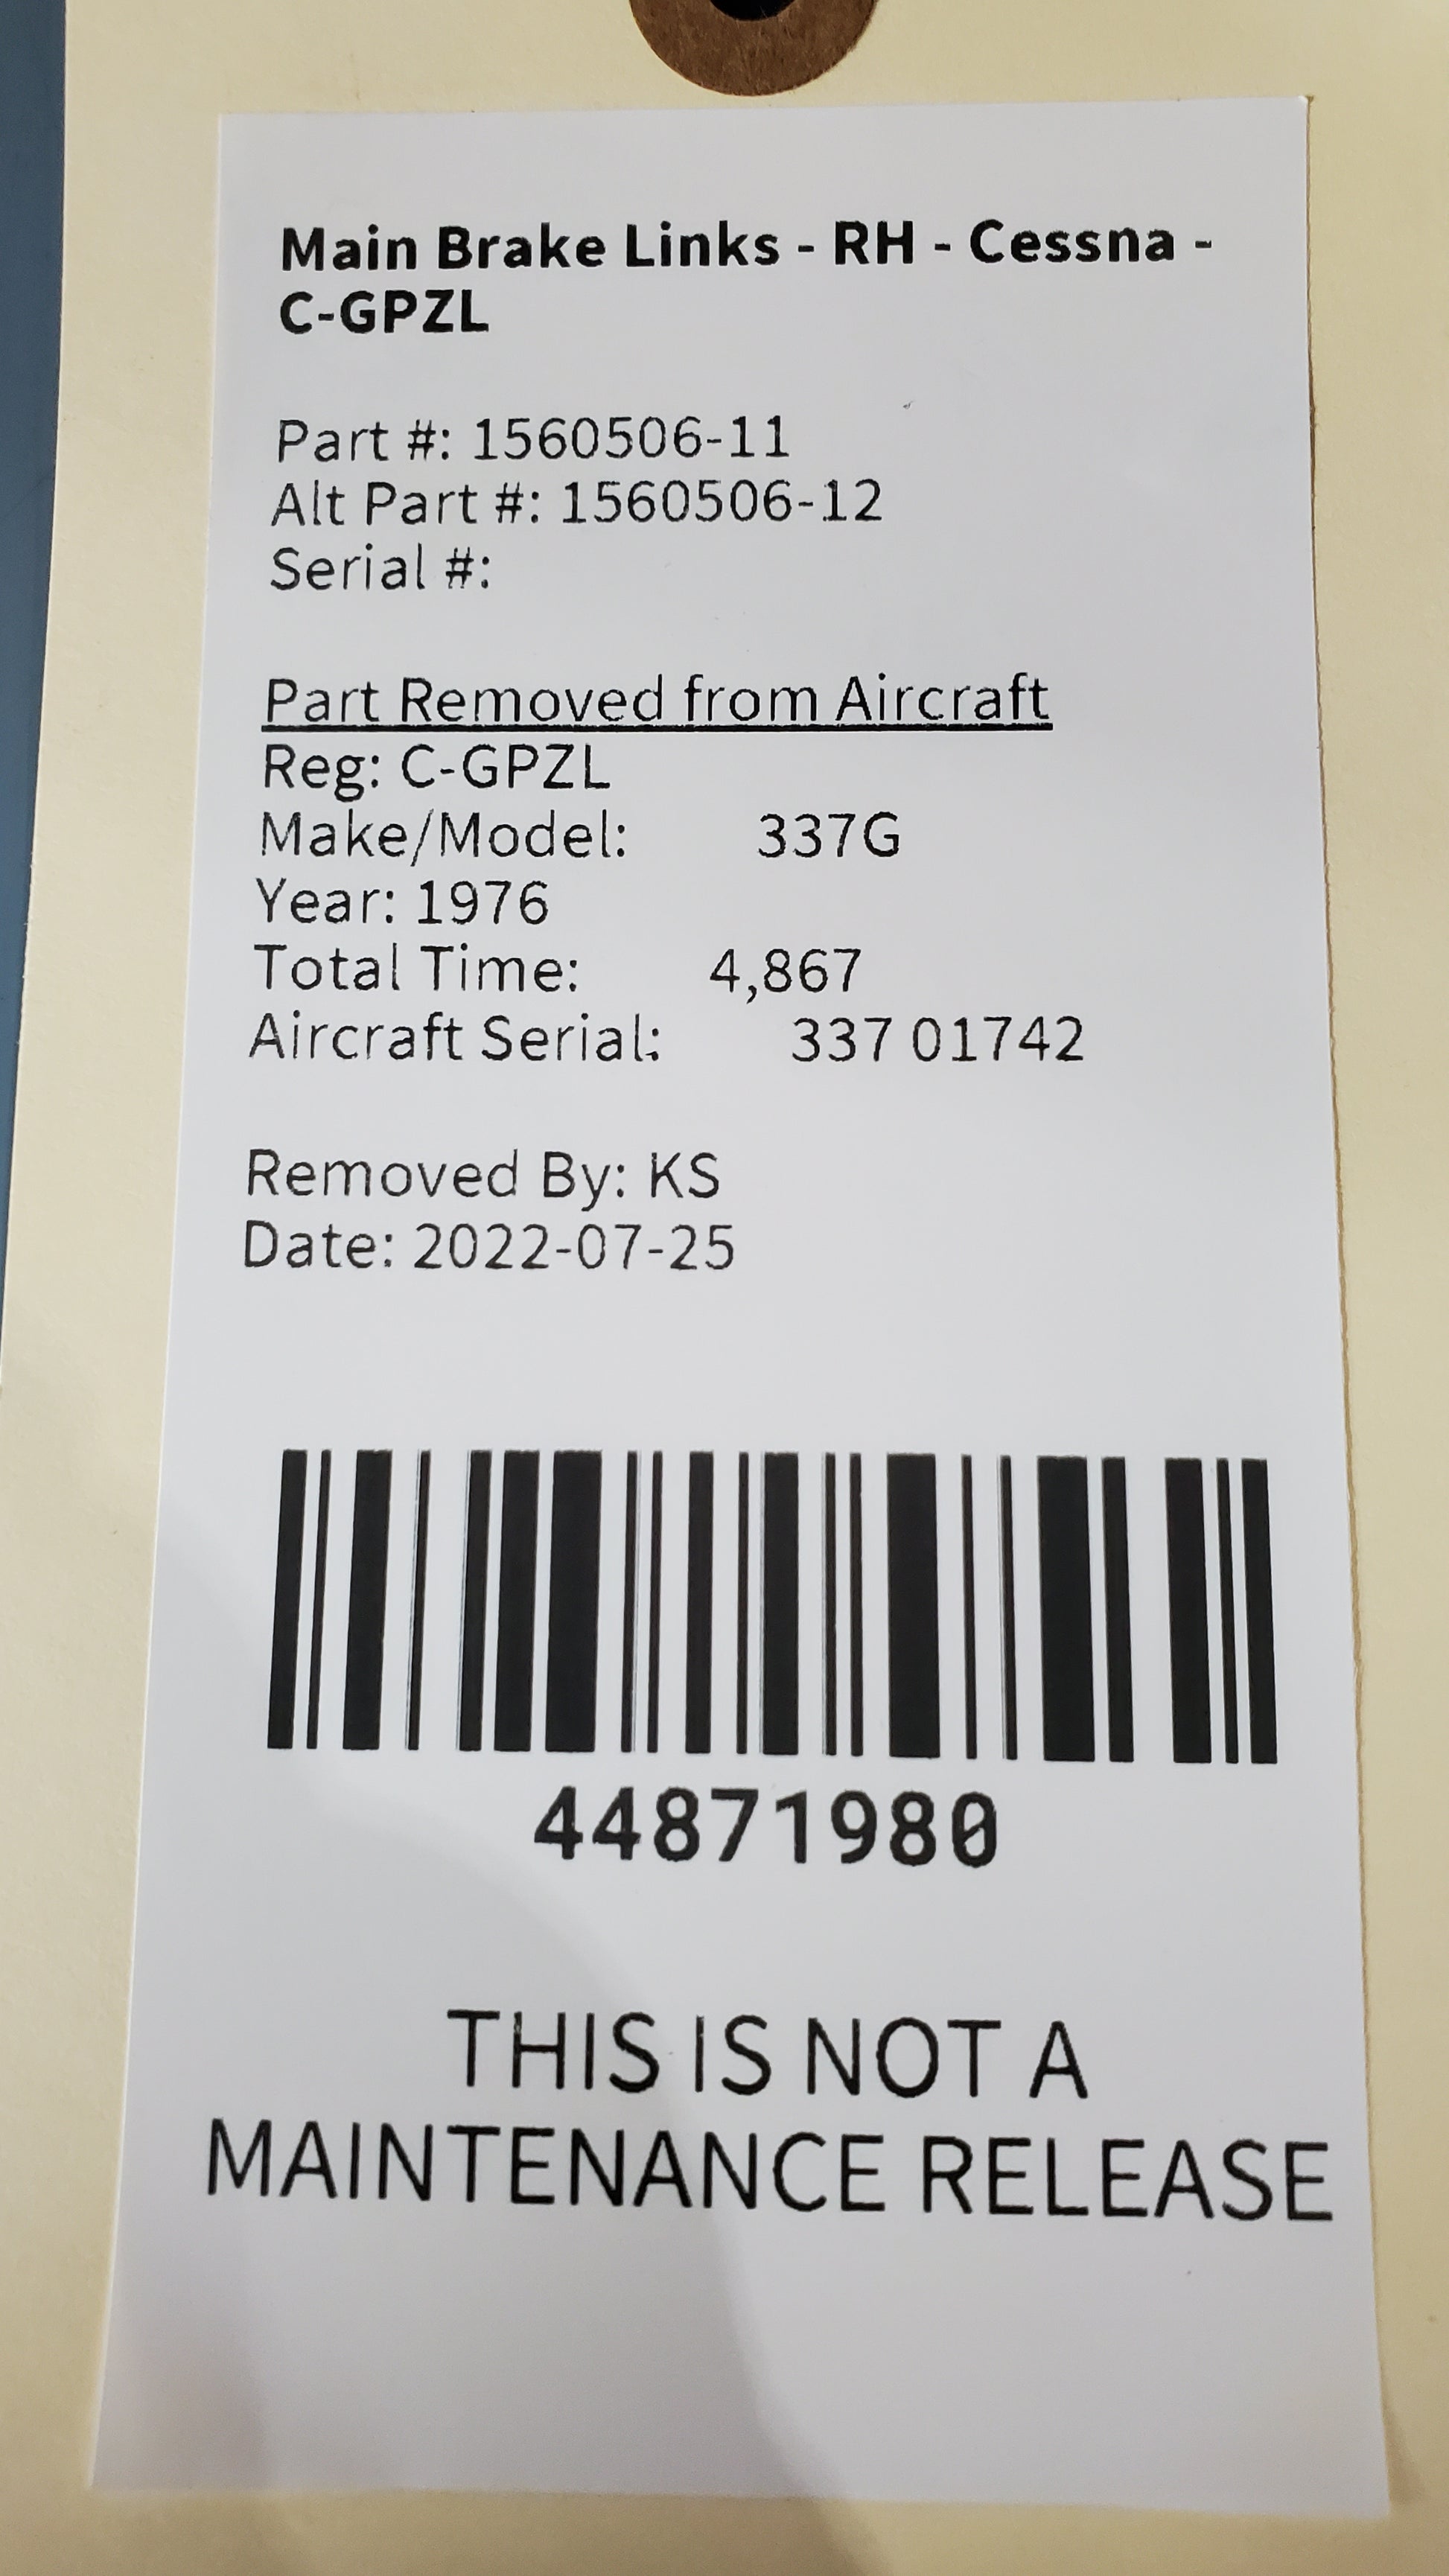 Main Brake Links - RH - Cessna -
C-GPZL
Part #: 1560506-11
Alt Part #: 1560506-12
Serial #:
Part Removed from Aircraft
Reg: C-GPZL
Make/Model: 337G
Year: 1976
Total Time: 4,867
Aircraft Serial: 337 01742
Removed By: KS
Date: 2022-07-25
44871980
THIS IS NOT A
MAINTENANCE RELEASE